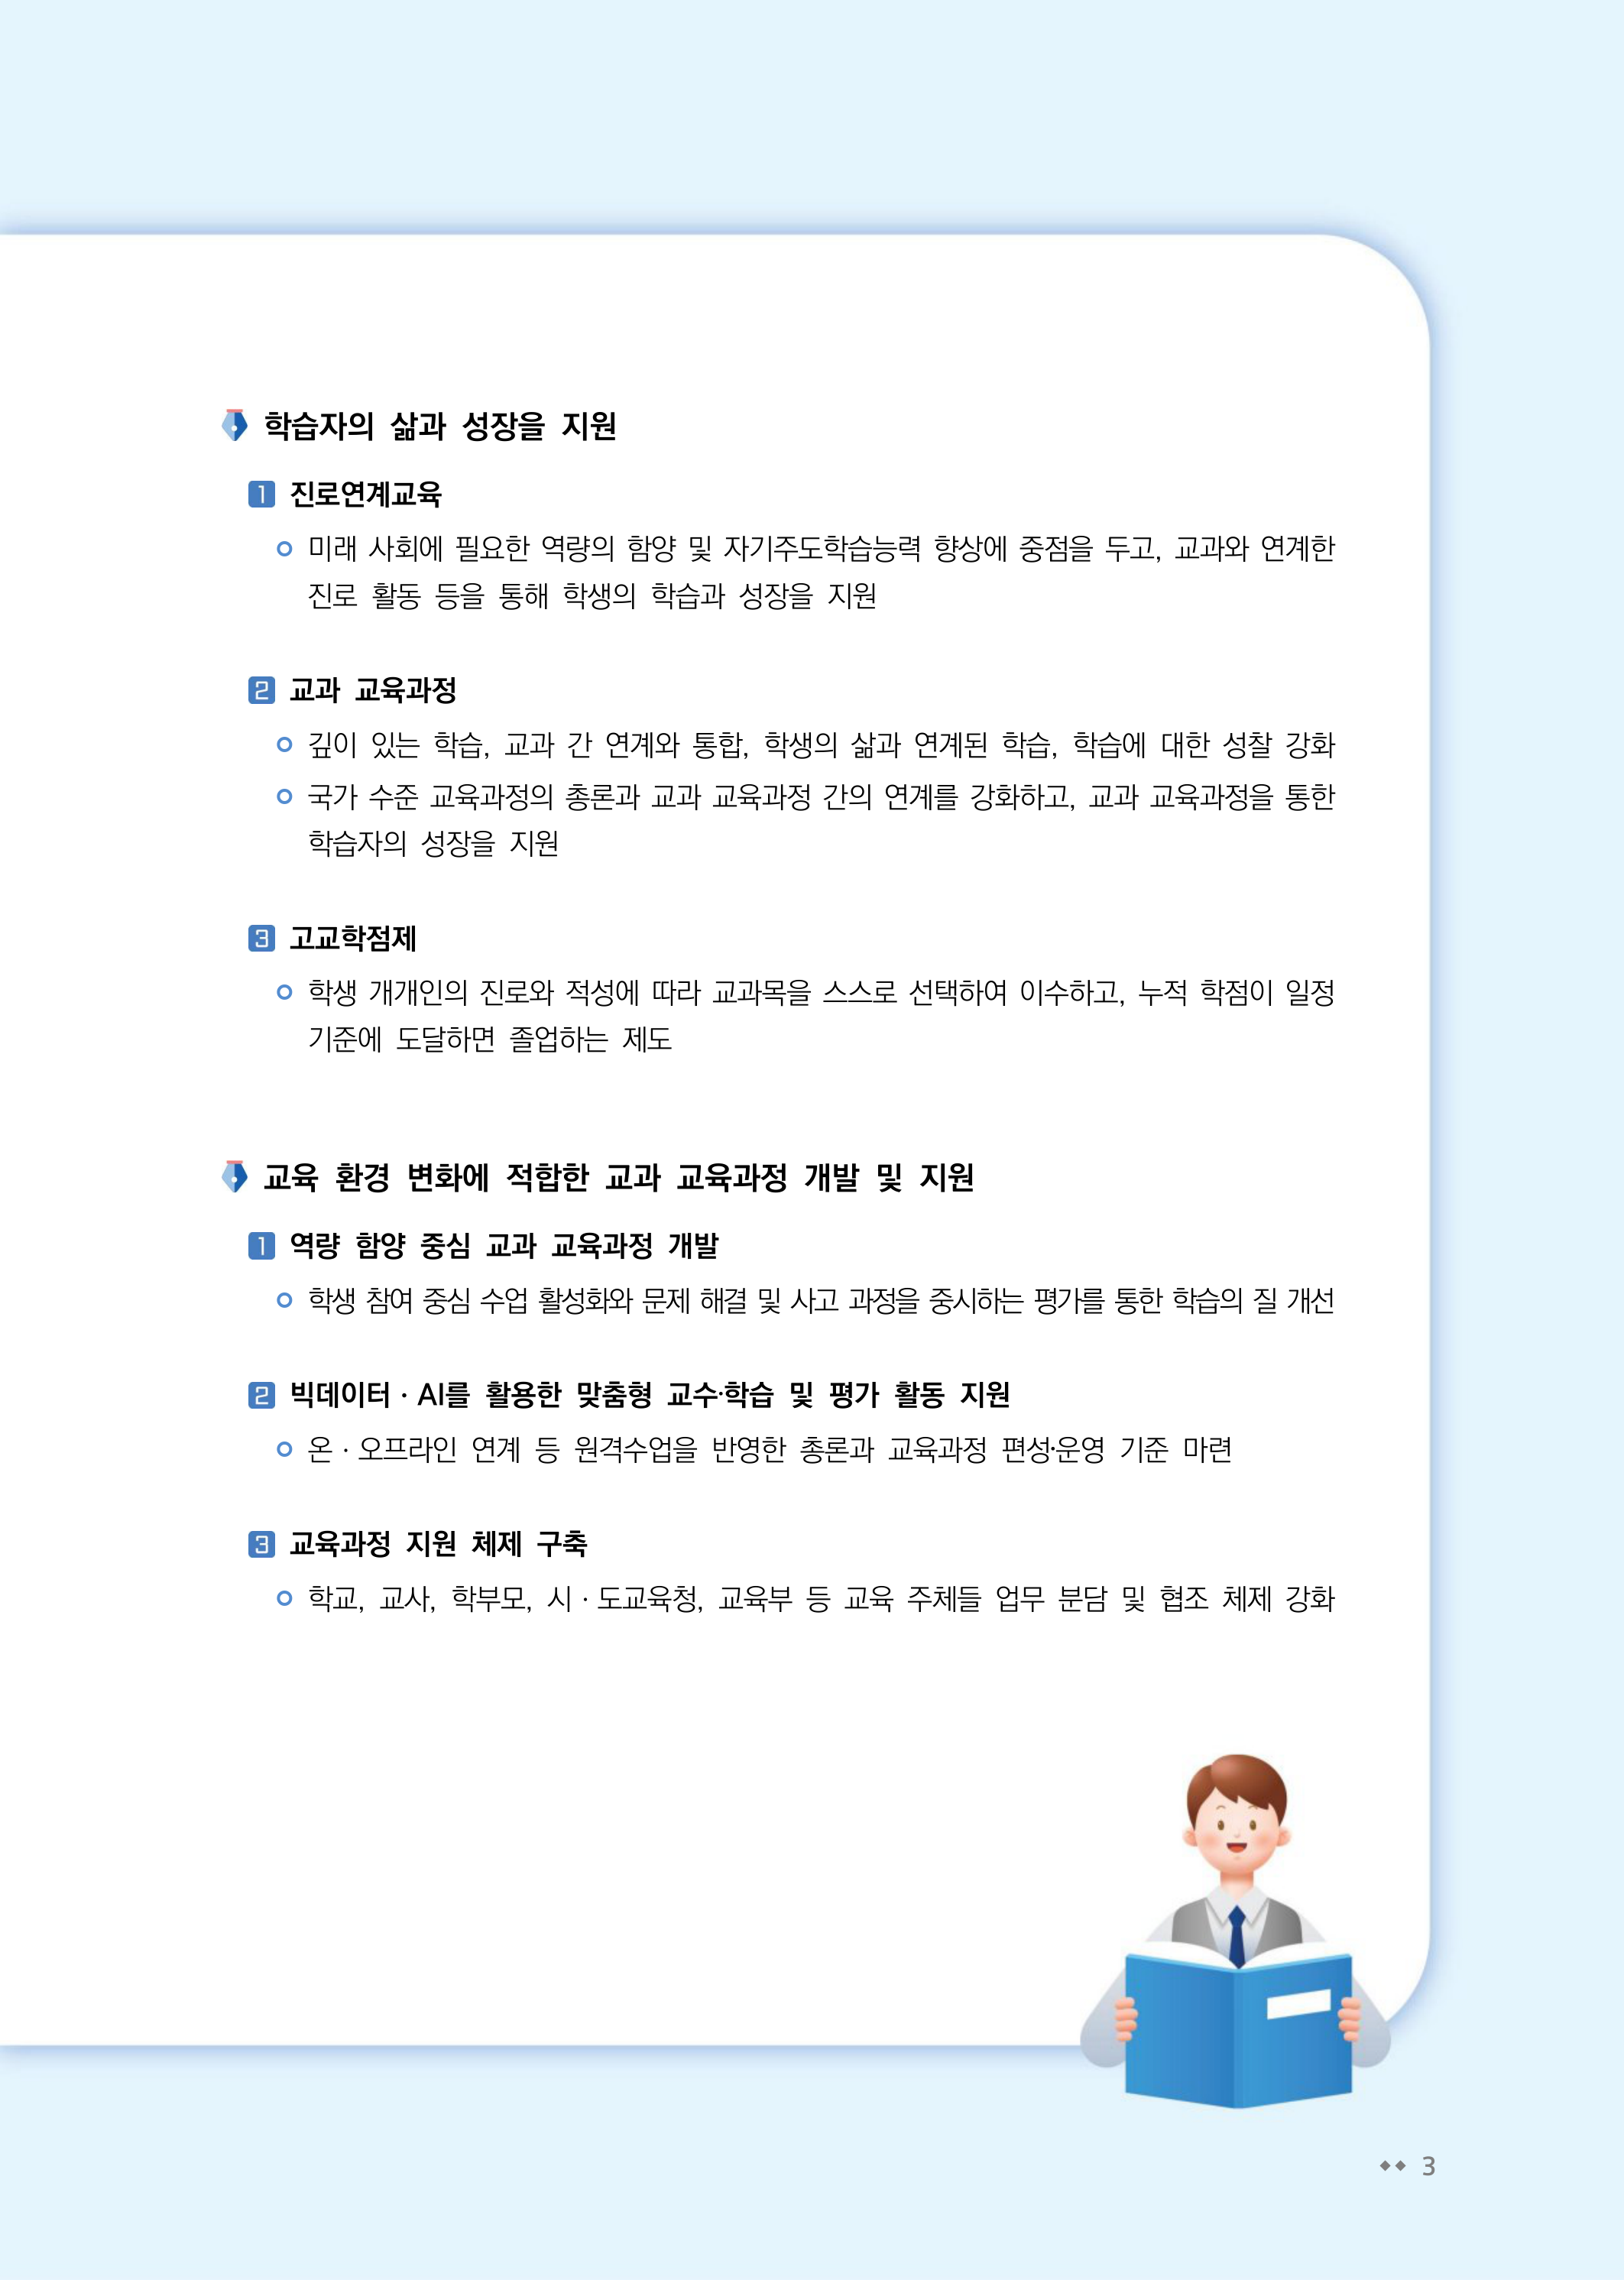 학습자의 삶과 성장을 지원
1 진로연계교육
미래 사회에 필요한 역량의 함양 및 자기주도학습능력 향상에 중점을 두고, 교과와 연계한
진로 활동 등을 통해 학생의 학습과 성장을 지원
2 교과 교육과정
깊이 있는 학습, 교과 간 연계와 통합, 학생의 삶과 연계된 학습, 학습에 대한 성찰 강화
국가 수준 교육과정의 총론과 교과 교육과정 간의 연계를 강화하고, 교과 교육과정을 통한
학습자의 성장을 지원
3 고교학점제
학생 개개인의 진로와 적성에 따라 교과목을 스스로 선택하여 이수하고, 누적 학점이 일정
기준에 도달하면 졸업하는 제도
교육 환경 변화에 적합한 교과 교육과정 개발 및 지원
1 역량 함양 중심 교과 교육과정 개발
학생 참여 중심 수업 활성화와 문제 해결 및 사고 과정을 중시하는 평가를 통한 학습의 질 개선
2 빅데이터 · AI를 활용한 맞춤형 교수·학습 및 평가 활동 지원
온 · 오프라인 연계 등 원격수업을 반영한 총론과 교육과정 편성·운영 기준 마련
3 교육과정 지원 체제 구축
학교, 교사, 학부모, 시 · 도교육청, 교육부 등 교육 주체들 업무 분담 및 협조 체제 강화
◆◆ 3